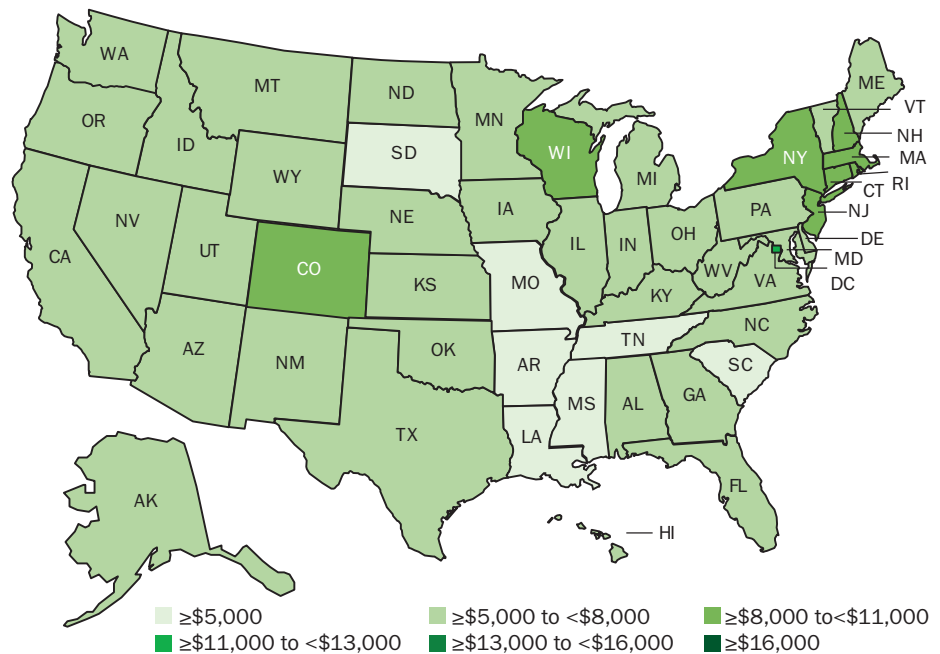 WA
MT
ND
MN
ME
VT
NH
MA
RI
CT
NJ
OR
ID
SD
WI
NY
MI
WY
IA
PA
NE
OH
DE
MD
DC
NV
UT
IL
IN
CA
CO
WV
VA
KS
MO
KY
NC
TN
AZ
NM
OK
AR
SC
MS
AL
GA
LA
TX
FL
AK
HI
≥$5,000
≥$5,000 to <$8,000
≥$8,000 to<$11,000
≥$11,000 to <$13,000
≥$13,000 to <$16,000
≥$16,000